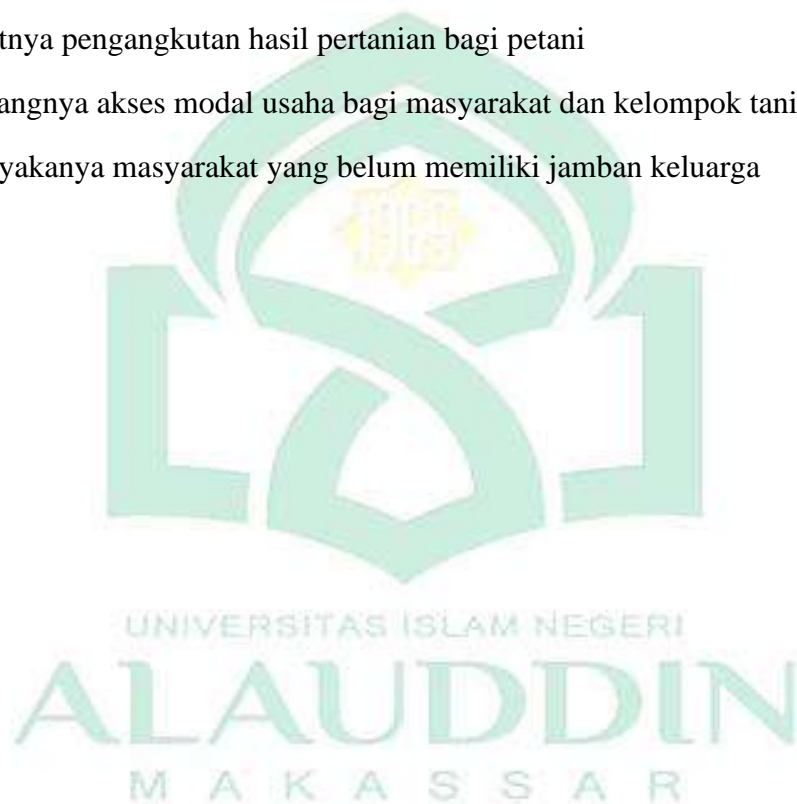 tnya pengangkutan hasil pertanian bagi petani
angnya akses modal usaha bagi masyarakat dan kelompok tani
yakanya masyarakat yang belum memiliki jamban keluarga
1965
UNIVERSITAS ISLAM NEGERI
ALAUDDIN
MAKASSAR